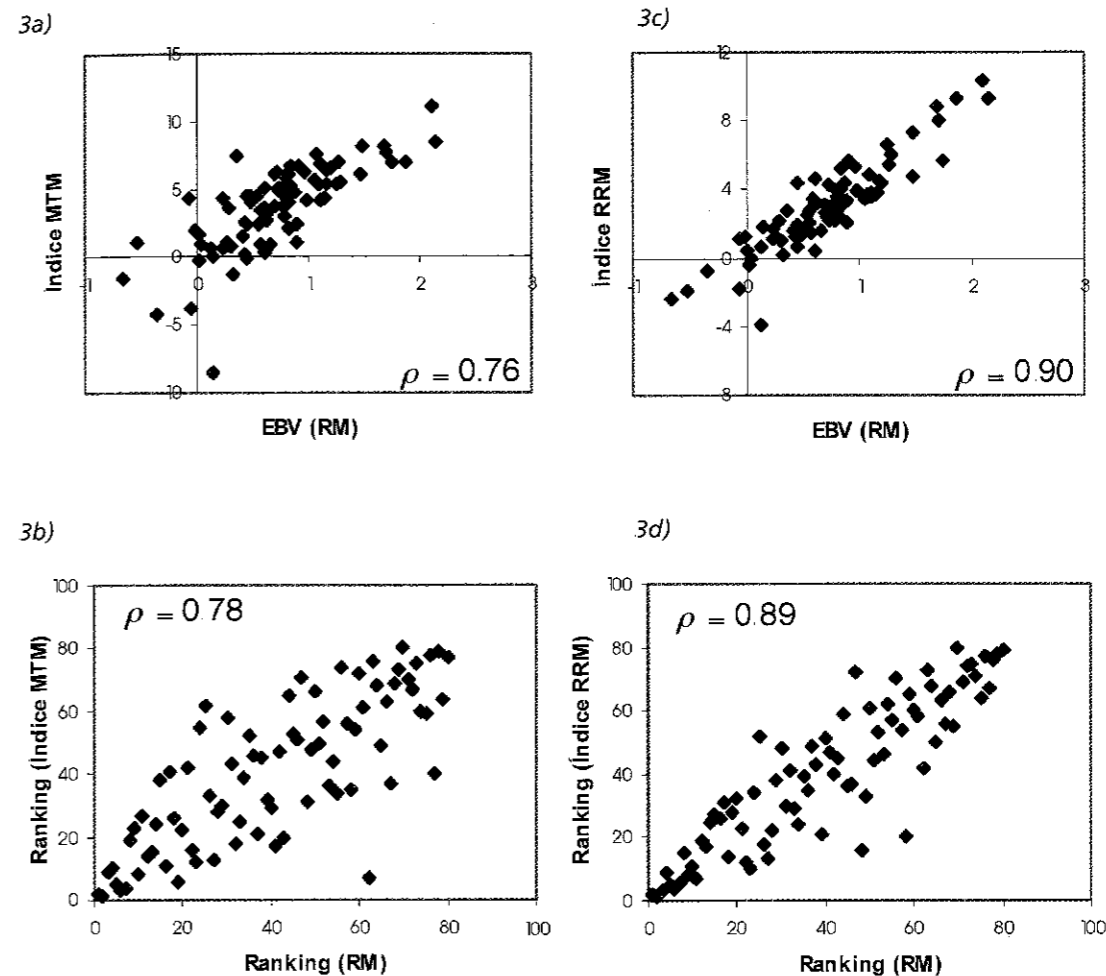 3a)
15
10
5
0
-5
-10
-1
0
1
2
3
Indice MTM
ρ = 0.76
EBV (RM)
3c)
12
8
4
0
-4
8
-1
0
1
2
3
Índice RRM
ρ = 0.90
EBV (RM)
3b)
100
80
60
40
20
0
0
20
40
60
80
100
Ranking (Indice MTM)
ρ = 0.78
Ranking (RM)
3d)
100
80
60
40
20
0
0
20
40
60
80
100
Ranking (Índice RRM)
ρ = 0.89
Ranking (RM)